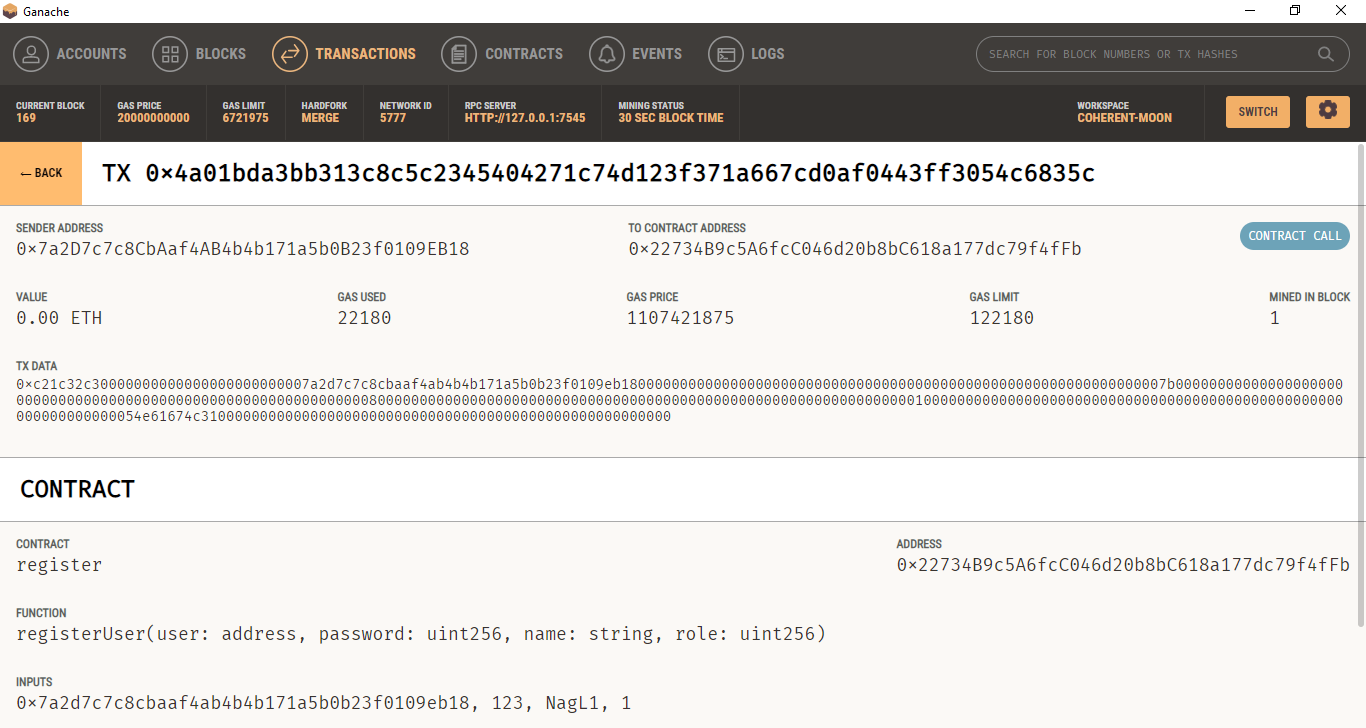 Ganache
ACCOUNTS BLOCKS TRANSACTIONS CONTRACTS EVENTS LOGS SEARCH FOR BLOCK NUMBERS OR TX HASHES
CURRENT BLOCK GAS PRICE GAS LIMIT HARDFORK NETWORK ID RPC SERVER MINING STATUS WORKSPACE
169 20000000000 6721975 MERGE 5777 HTTP://127.0.0.1:7545 30 SEC BLOCK TIME COHERENT-MOON
SWITCH
← BACK TX 0×4a01bda3bb313c8c5c2345404271c74d123f371a667cd0af0443ff3054c6835c
SENDER ADDRESS TO CONTRACT ADDRESS
0×7a2D7c7c8CbAaf4AB4b4b171a5b0B23f0109EB18 0×22734B9c5A6fcC046d20b8bC618a177dc79f4fFb CONTRACT CALL
VALUE GAS USED GAS PRICE GAS LIMIT MINED IN BLOCK
0.00 ETH 22180 1107421875 122180 1
TX DATA
CONTRACT
CONTRACT ADDRESS
register 0×22734B9c5A6fcC046d20b8bC618a177dc79f4fFb
FUNCTION
registerUser(user: address, password: uint256, name: string, role: uint256)
INPUTS
0×7a2d7c7c8cbaaf4ab4b4b171a5b0b23f0109eb18, 123, NagL1, 1